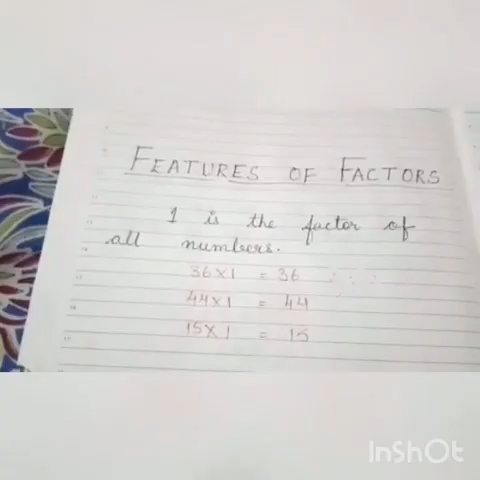 FEATURES OF FACTORS
1 is the factor of
all numbers.
36×1 = 36
44×1 = 44
15×1 = 15
InShOt